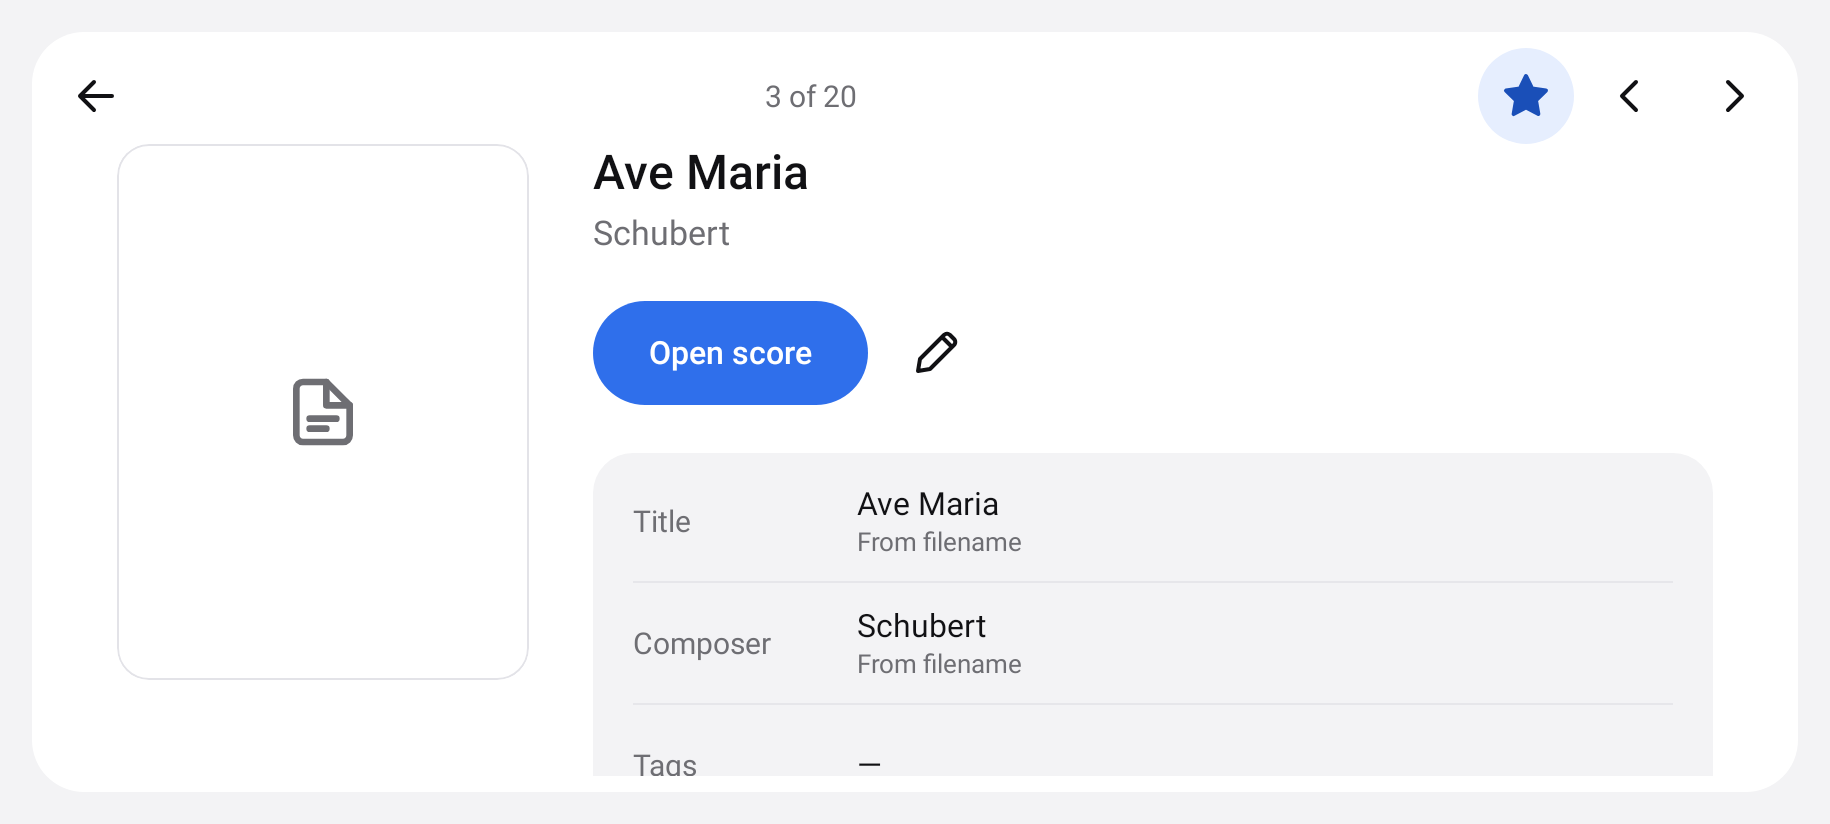 3 of 20
Ave Maria
Schubert
Open score
Title
Ave Maria
From filename
Composer
Schubert
From filename
Tags
—